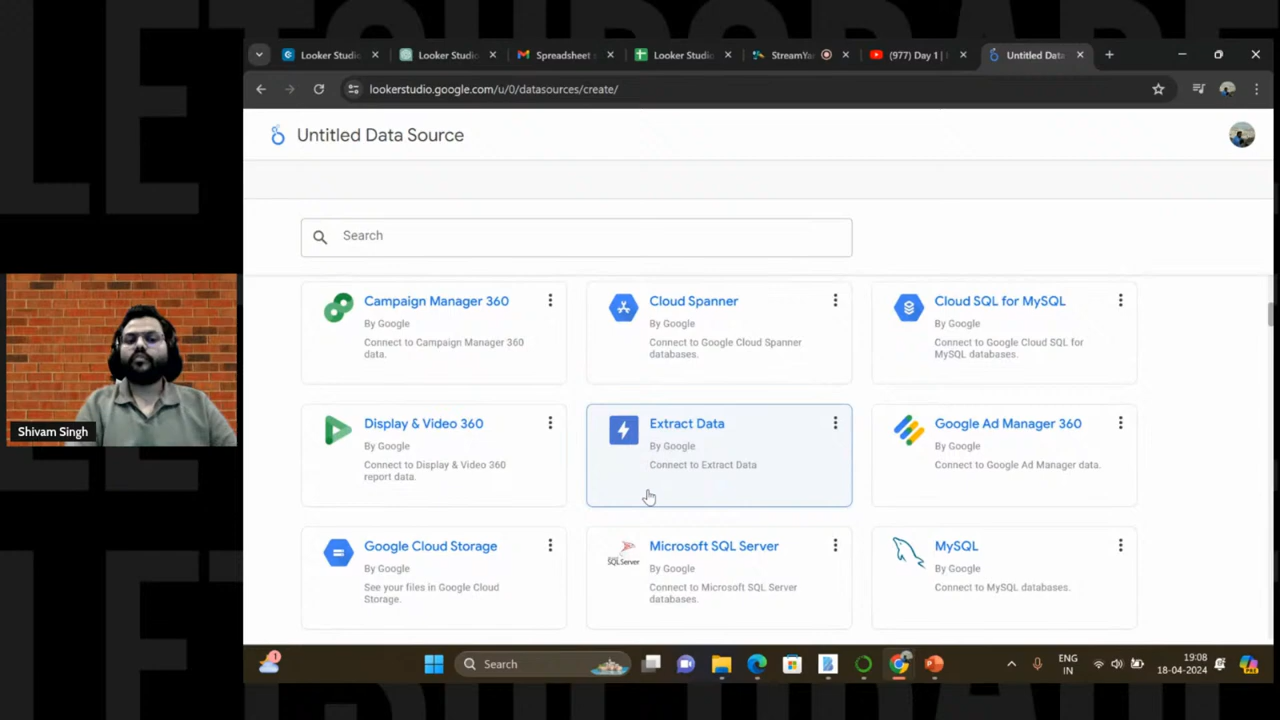 Looker Studio
Looker Studio
Spreadsheet s
Looker Studio
StreamYa
(977) Day 1 |
Untitled Data
lookerstudio.google.com/u/0/datasources/create/
Untitled Data Source
Search
Campaign Manager 360
By Google
Connect to Campaign Manager 360
data.
Cloud Spanner
By Google
Connect to Google Cloud Spanner
databases.
Cloud SQL for MySQL
By Google
Connect to Google Cloud SQL for
MySQL databases.
Display & Video 360
By Google
Connect to Display & Video 360
report data.
Extract Data
By Google
Connect to Extract Data
Google Ad Manager 360
By Google
Connect to Google Ad Manager data.
Google Cloud Storage
By Google
See your files in Google Cloud
Storage.
Microsoft SQL Server
By Google
Connect to Microsoft SQL Server
databases.
SQL Server
MySQL
By Google
Connect to MySQL databases.
Shivam Singh
1
Search
ENG
IN
19:08
18-04-2024